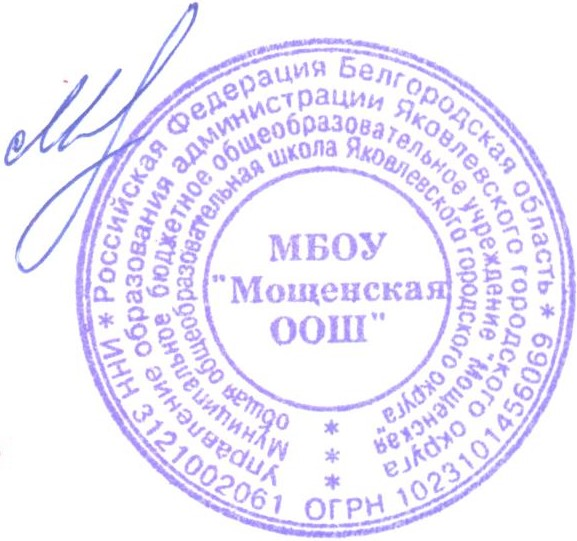 * Российская Федерация Белгородская область *
ИНН 3121002061 ОГРН 1023101456069
Управление образования администрации Яковлевского городского округа
Муниципальное бюджетное общеобразовательное учреждение "Мощенская
общая общеобразовательная школа Яковлевского городского округа
МБОУ
"Мощенская
ООШ"
*
*
*